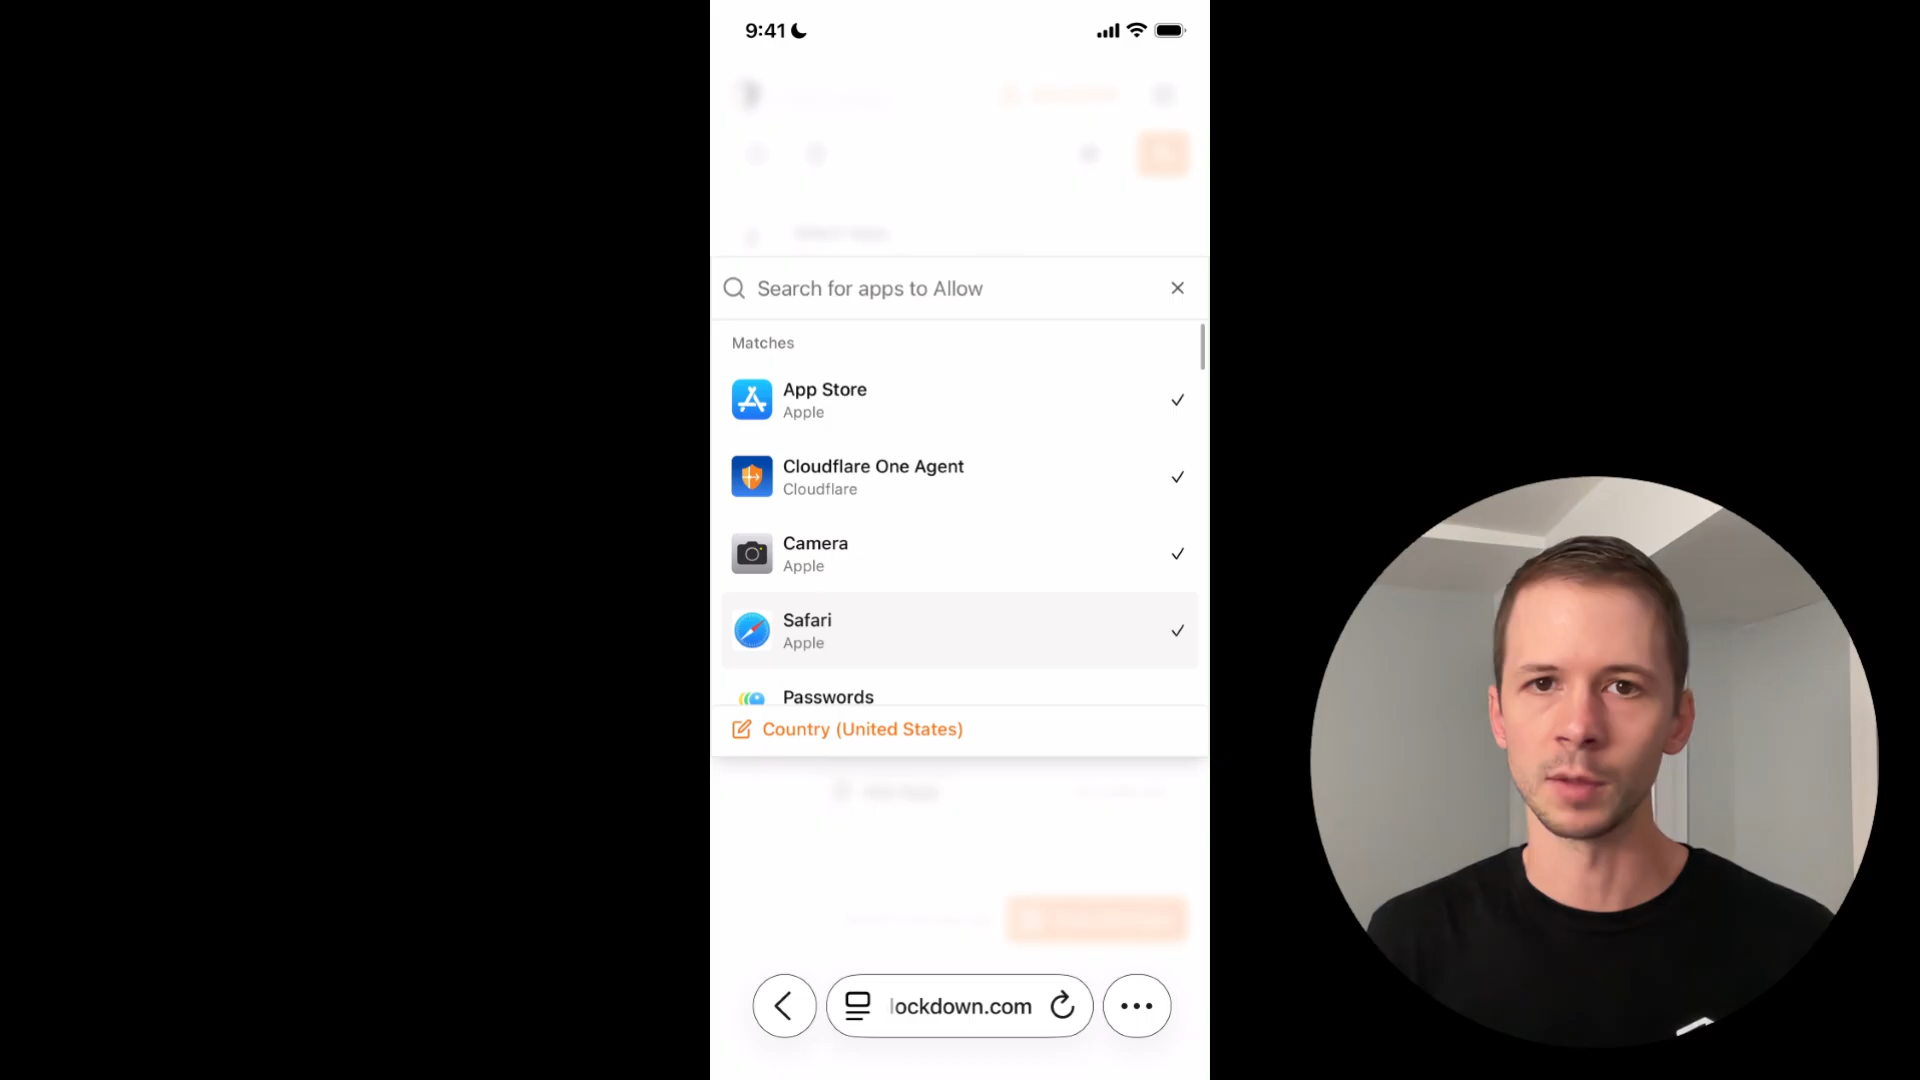 9:41
Search for apps to Allow
Matches
App Store
Apple
Cloudflare One Agent
Cloudflare
Camera
Apple
Safari
Apple
Passwords
Country (United States)
lockdown.com